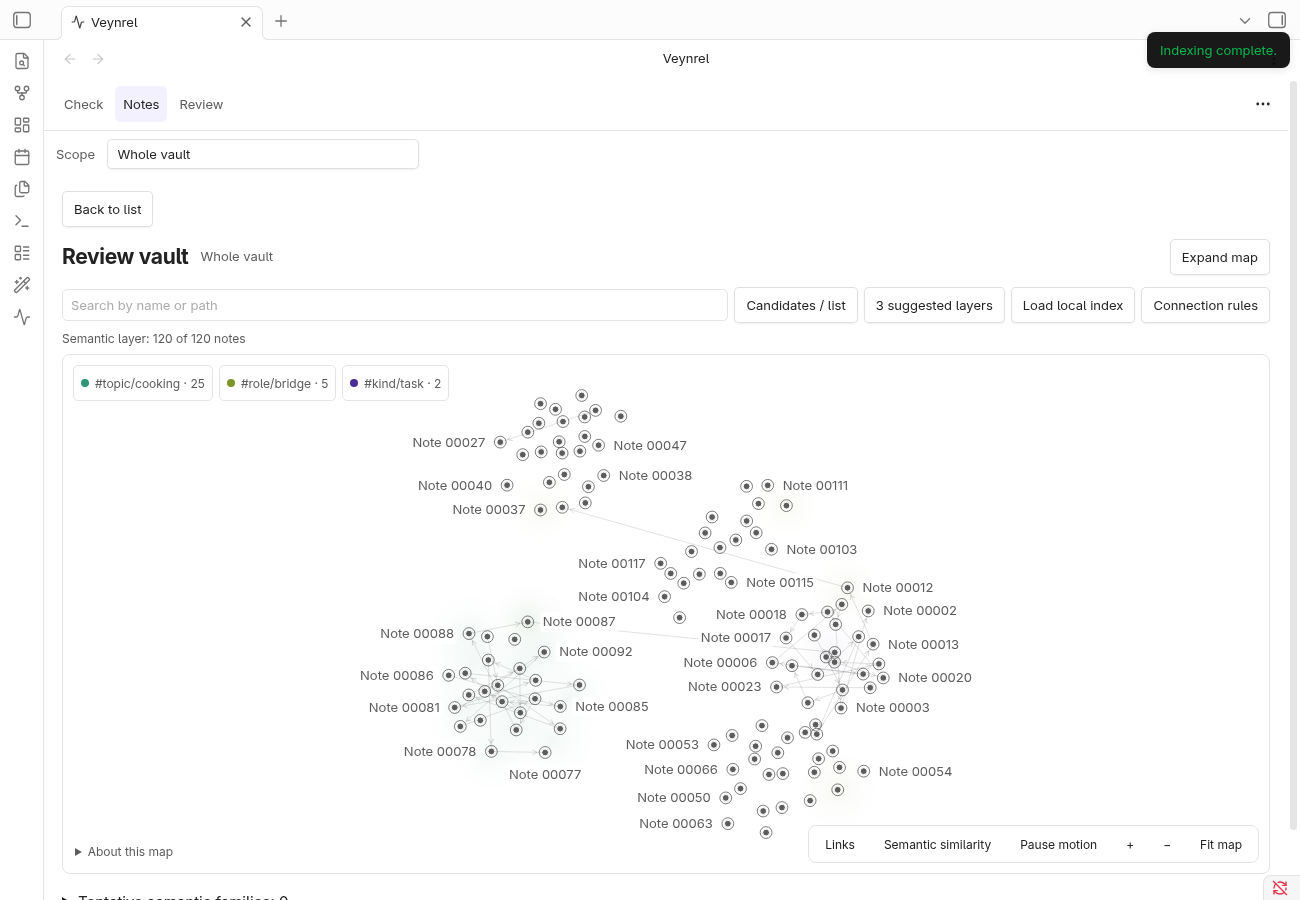 Veynrel
Indexing complete.
Veynrel
Check Notes Review
Scope Whole vault
Back to list
Review vault Whole vault
Expand map
Search by name or path
Candidates / list
3 suggested layers
Load local index
Connection rules
Semantic layer: 120 of 120 notes
#topic/cooking · 25
#role/bridge · 5
#kind/task · 2
Note 00027
Note 00047
Note 00038
Note 00040
Note 00111
Note 00037
Note 00103
Note 00117
Note 00115
Note 00012
Note 00104
Note 00002
Note 00018
Note 00087
Note 00088
Note 00017
Note 00013
Note 00092
Note 00006
Note 00086
Note 00020
Note 00023
Note 00081
Note 00085
Note 00003
Note 00053
Note 00078
Note 00066
Note 00054
Note 00077
Note 00050
Note 00063
Links Semantic similarity Pause motion + − Fit map
About this map
Tentative semantic families: 0